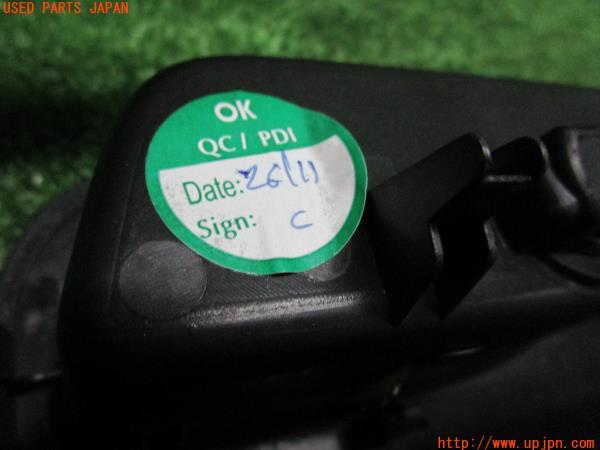 USED PARTS JAPAN
OK
QC / PDI
Date: 26/11
Sign: C
http://www.upjpn.com